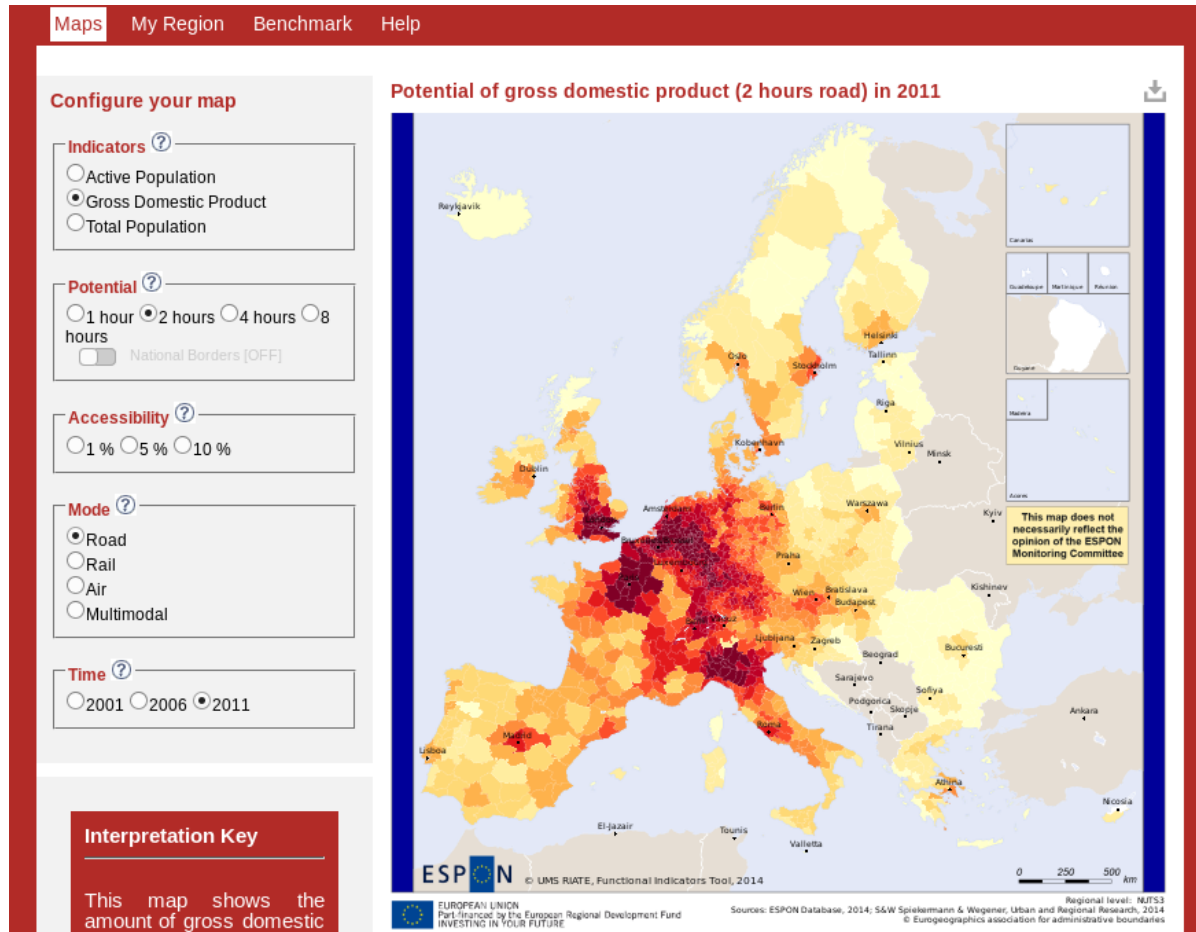 Maps My Region Benchmark Help
Configure your map
Indicators ?
Active Population
Gross Domestic Product
Total Population
Potential ?
1 hour 2 hours 4 hours 8
hours
National Borders [OFF]
Accessibility ?
1 % 5 % 10 %
Mode ?
Road
Rail
Air
Multimodal
Time ?
2001 2006 2011
Interpretation Key
This map shows the
amount of gross domestic
Potential of gross domestic product (2 hours road) in 2011
Reykjavik
Canarias
Guadeloupe Martinique Réunion
Guyane
Madeira
Acores
Helsinki
Tallinn
Oslo
Stockholm
Riga
Kobenhavn
Vilnius
Minsk
Dublin
Amsterdam
Berlin
Warszawa
Kyiv
This map does not
necessarily reflect the
opinion of the ESPON
Monitoring Committee
Praha
Kishinev
Wien
Bratislava
Budapest
Ljubljana
Zagreb
Beograd
Bucuresti
Sarajevo
Sofiya
Podgorica
Skopje
Tirana
Ankara
Roma
Madrid
Lisboa
Athina
Nicosia
El-Jazair
Tounis
Valletta
ESPON © UMS RIATE, Functional Indicators Tool, 2014
0 250 500 km
EUROPEAN UNION
Part-financed by the European Regional Development Fund
INVESTING IN YOUR FUTURE
Regional level: NUTS3
Sources: ESPON Database, 2014; S&W Spiekermann & Wegener, Urban and Regional Research, 2014
© Eurogeographics association for administrative boundaries